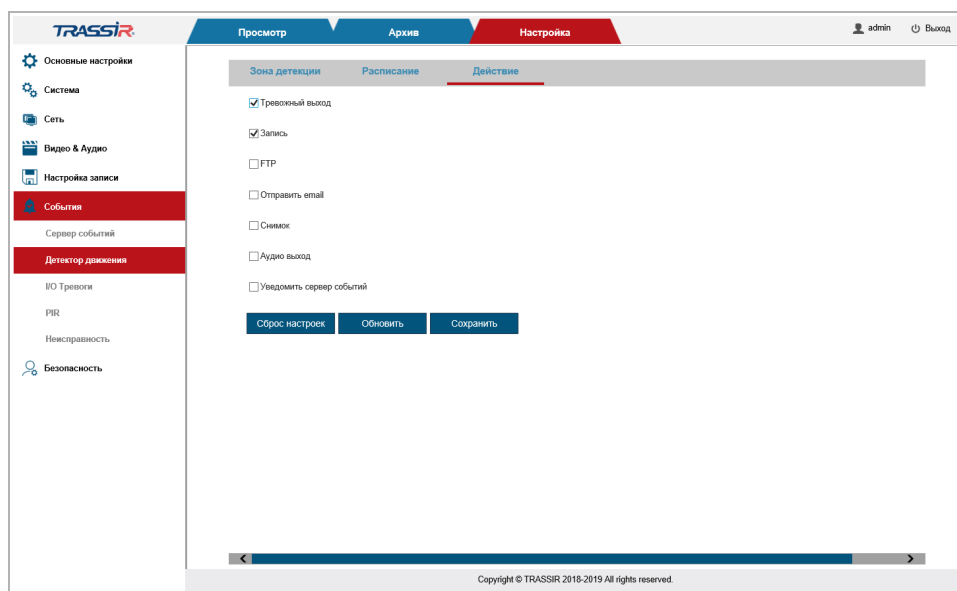 TRASSIR
Просмотр
Архив
Настройка
admin
Выход
Основные настройки
Система
Сеть
Видео & Аудио
Настройка записи
События
Сервер событий
Детектор движения
I/O Тревоги
PIR
Неисправность
Безопасность
Зона детекции
Расписание
Действие
Тревожный выход
Запись
FTP
Отправить email
Снимок
Аудио выход
Уведомить сервер событий
Сброс настроек
Обновить
Сохранить
Copyright © TRASSIR 2018-2019 All rights reserved.